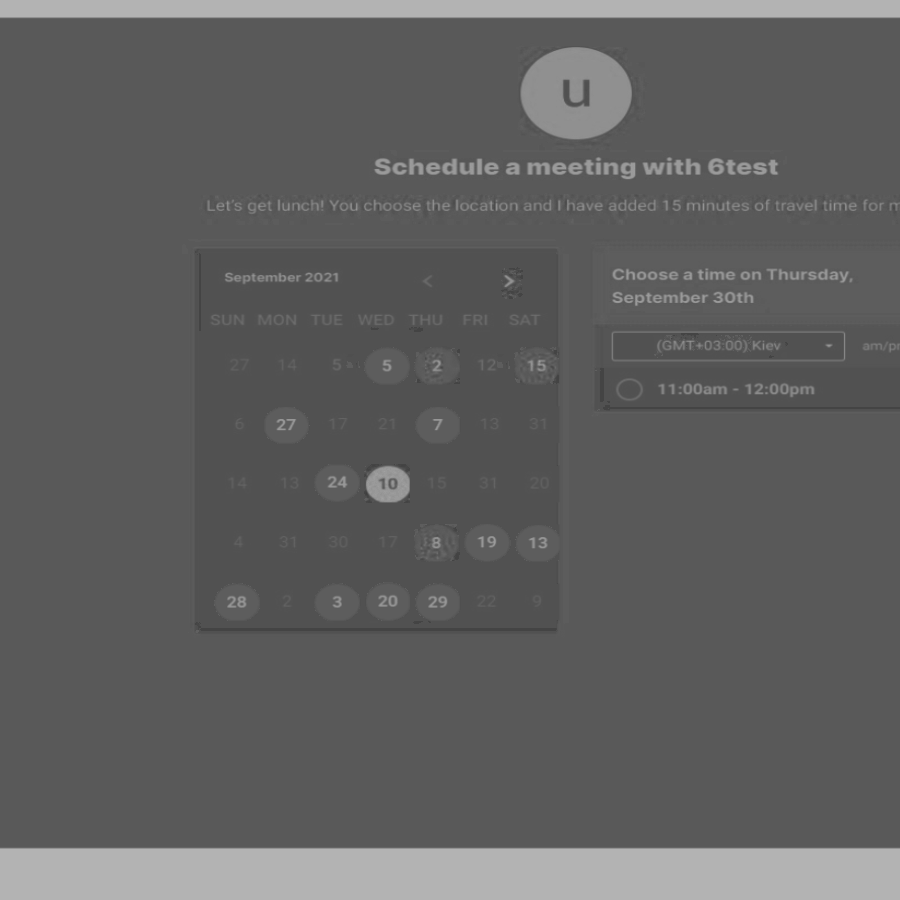 u
Schedule a meeting with 6test
Let's get lunch! You choose the location and I have added 15 minutes of travel time for m
September 2021 < >
SUN MON TUE WED THU FRI SAT
27 14 5 5 2 12 15
6 27 17 21 7 13 31
14 13 24 10 15 31 20
4 31 30 17 8 19 13
28 2 3 20 29 22 9
Choose a time on Thursday,
September 30th
(GMT+03:00) Kiev am/p
11:00am - 12:00pm